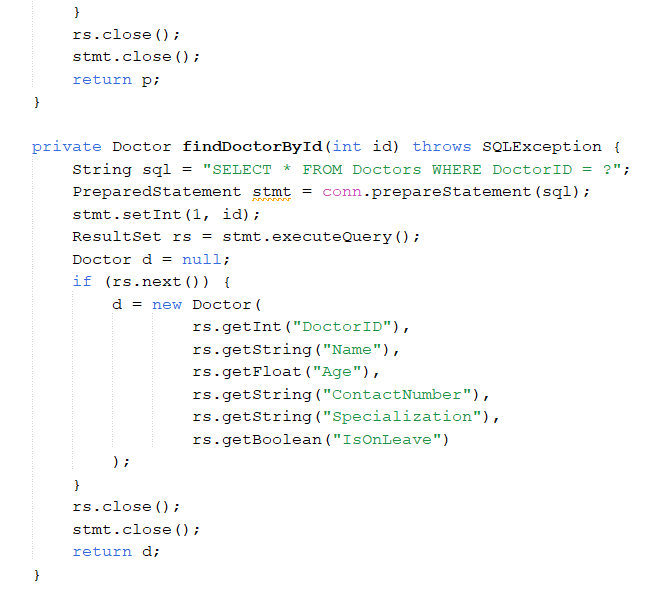 }
rs.close();
stmt.close();
return p;
}
private Doctor findDoctorById(int id) throws SQLException {
String sql = "SELECT * FROM Doctors WHERE DoctorID = ?";
PreparedStatement stmt = conn.prepareStatement(sql);
stmt.setInt(1, id);
ResultSet rs = stmt.executeQuery();
Doctor d = null;
if (rs.next()) {
d = new Doctor(
rs.getInt("DoctorID"),
rs.getString("Name"),
rs.getFloat("Age"),
rs.getString("ContactNumber"),
rs.getString("Specialization"),
rs.getBoolean("IsOnLeave")
);
}
rs.close();
stmt.close();
return d;
}